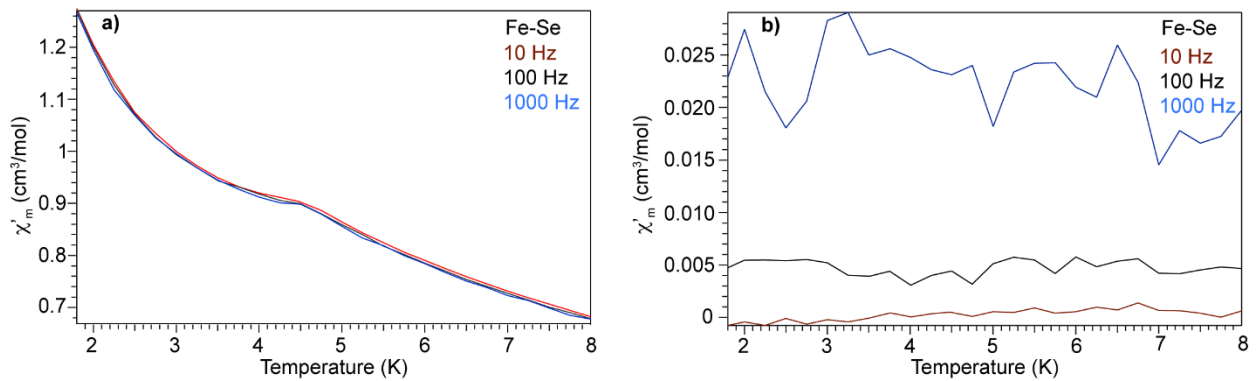 a)
Fe-Se
10 Hz
100 Hz
1000 Hz
1.2
1.1
1
0.9
0.8
0.7
χ'm (cm³/mol)
2 3 4 5 6 7 8
Temperature (K)
b)
Fe-Se
10 Hz
100 Hz
1000 Hz
0.025
0.020
0.015
0.010
0.005
0
χ'm (cm³/mol)
2 3 4 5 6 7 8
Temperature (K)